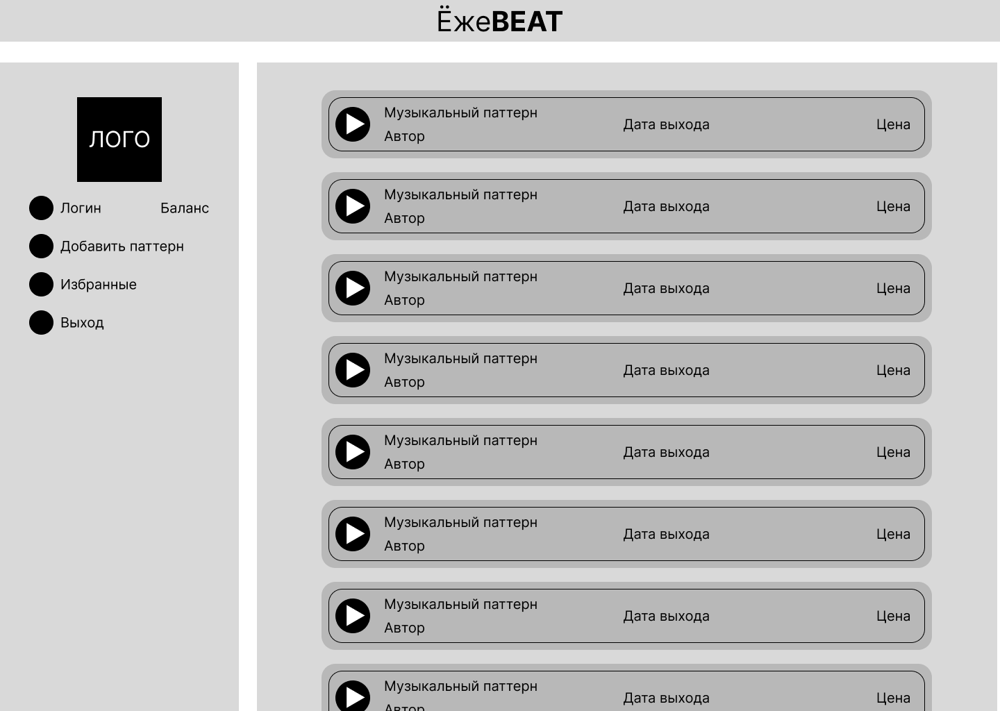 ЁжеBEAT
ЛОГО
Логин Баланс
Добавить паттерн
Избранные
Выход
Музыкальный паттерн
Автор
Дата выхода
Цена
Музыкальный паттерн
Автор
Дата выхода
Цена
Музыкальный паттерн
Автор
Дата выхода
Цена
Музыкальный паттерн
Автор
Дата выхода
Цена
Музыкальный паттерн
Автор
Дата выхода
Цена
Музыкальный паттерн
Автор
Дата выхода
Цена
Музыкальный паттерн
Автор
Дата выхода
Цена
Музыкальный паттерн
Автор
Дата выхода
Цена